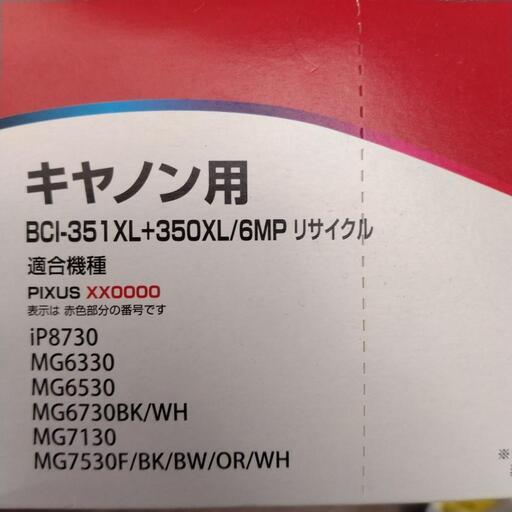 キヤノン用
BCI-351XL+350XL/6MP リサイクル
適合機種
PIXUS XX0000
表示は 赤色部分の番号です
iP8730
MG6330
MG6530
MG6730BK/WH
MG7130
MG7530F/BK/BW/OR/WH
※